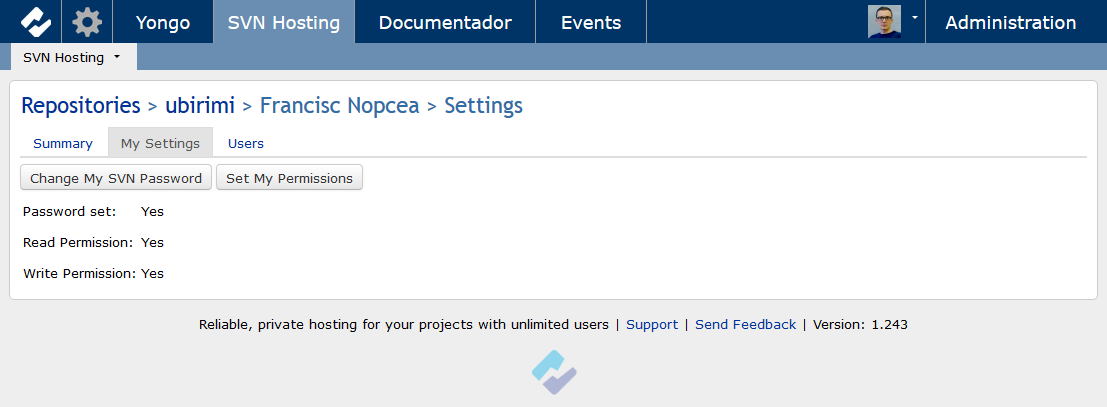 Yongo SVN Hosting Documentador Events Administration
SVN Hosting
Repositories > ubirimi > Francisc Nopcea > Settings
Summary My Settings Users
Change My SVN Password Set My Permissions
Password set: Yes
Read Permission: Yes
Write Permission: Yes
Reliable, private hosting for your projects with unlimited users | Support | Send Feedback | Version: 1.243